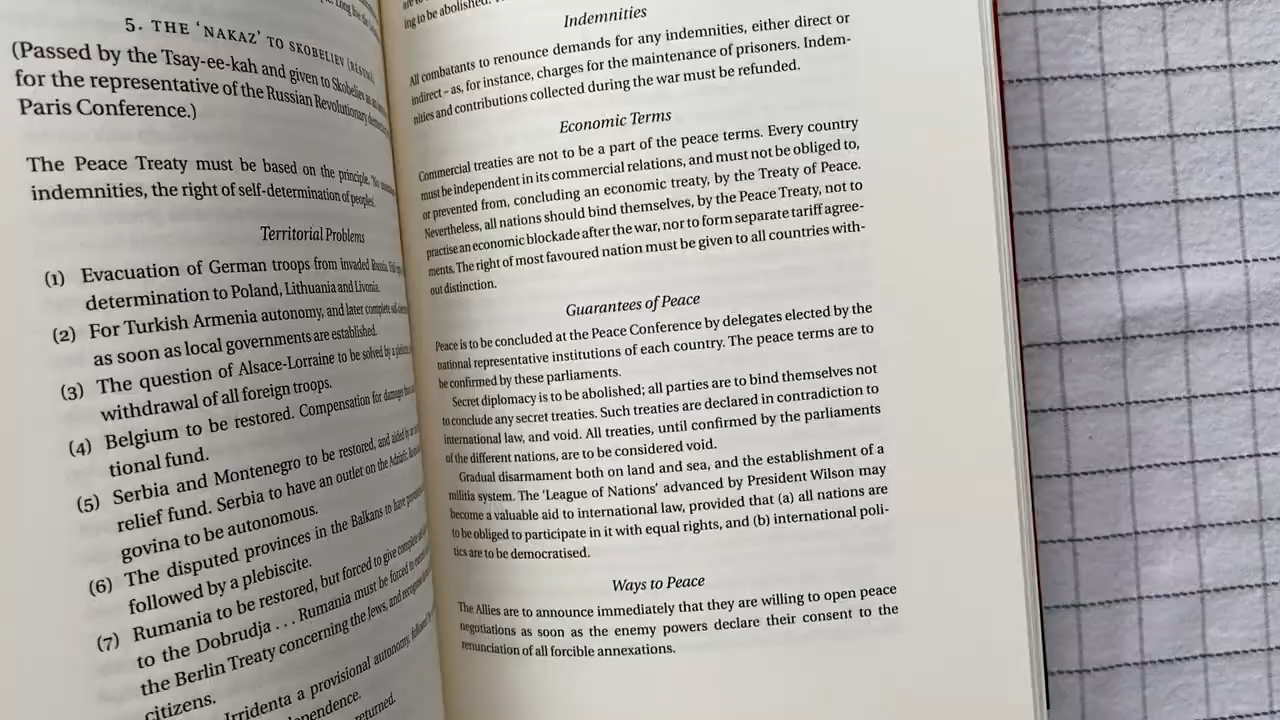 5. THE 'NAKAZ' TO SKOBELIEV
(Passed by the Tsay-ee-kah and given to Skobeliev as an
for the representative of the Russian Revolutionary
Paris Conference.)
The Peace Treaty must be based on the principle, 'No
indemnities, the right of self-determination of peoples'.
Territorial Problems
(1) Evacuation of German troops from invaded Russia.
determination to Poland, Lithuania and Livonia.
(2) For Turkish Armenia autonomy, and later complete
as soon as local governments are established.
(3) The question of Alsace-Lorraine to be solved by a
withdrawal of all foreign troops.
(4) Belgium to be restored. Compensation for damages
tional fund.
(5) Serbia and Montenegro to be restored, and aided by
relief fund. Serbia to have an outlet on the Adriatic.
govina to be autonomous.
(6) The disputed provinces in the Balkans to have
followed by a plebiscite.
(7) Rumania to be restored, but forced to give complete
to the Dobrudja . . . Rumania must be forced to
the Berlin Treaty concerning the Jews, and
citizens.
Irridenta a provisional autonomy,
returned.
ing to be abolished.
Indemnities
All combatants to renounce demands for any indemnities, either direct or
indirect – as, for instance, charges for the maintenance of prisoners. Indem-
nities and contributions collected during the war must be refunded.
Economic Terms
Commercial treaties are not to be a part of the peace terms. Every country
must be independent in its commercial relations, and must not be obliged to,
or prevented from, concluding an economic treaty, by the Treaty of Peace.
Nevertheless, all nations should bind themselves, by the Peace Treaty, not to
practise an economic blockade after the war, nor to form separate tariff agree-
ments. The right of most favoured nation must be given to all countries with-
out distinction.
Guarantees of Peace
Peace is to be concluded at the Peace Conference by delegates elected by the
national representative institutions of each country. The peace terms are to
be confirmed by these parliaments.
Secret diplomacy is to be abolished; all parties are to bind themselves not
to conclude any secret treaties. Such treaties are declared in contradiction to
international law, and void. All treaties, until confirmed by the parliaments
of the different nations, are to be considered void.
Gradual disarmament both on land and sea, and the establishment of a
militia system. The 'League of Nations' advanced by President Wilson may
become a valuable aid to international law, provided that (a) all nations are
to be obliged to participate in it with equal rights, and (b) international poli-
tics are to be democratised.
Ways to Peace
The Allies are to announce immediately that they are willing to open peace
negotiations as soon as the enemy powers declare their consent to the
renunciation of all forcible annexations.